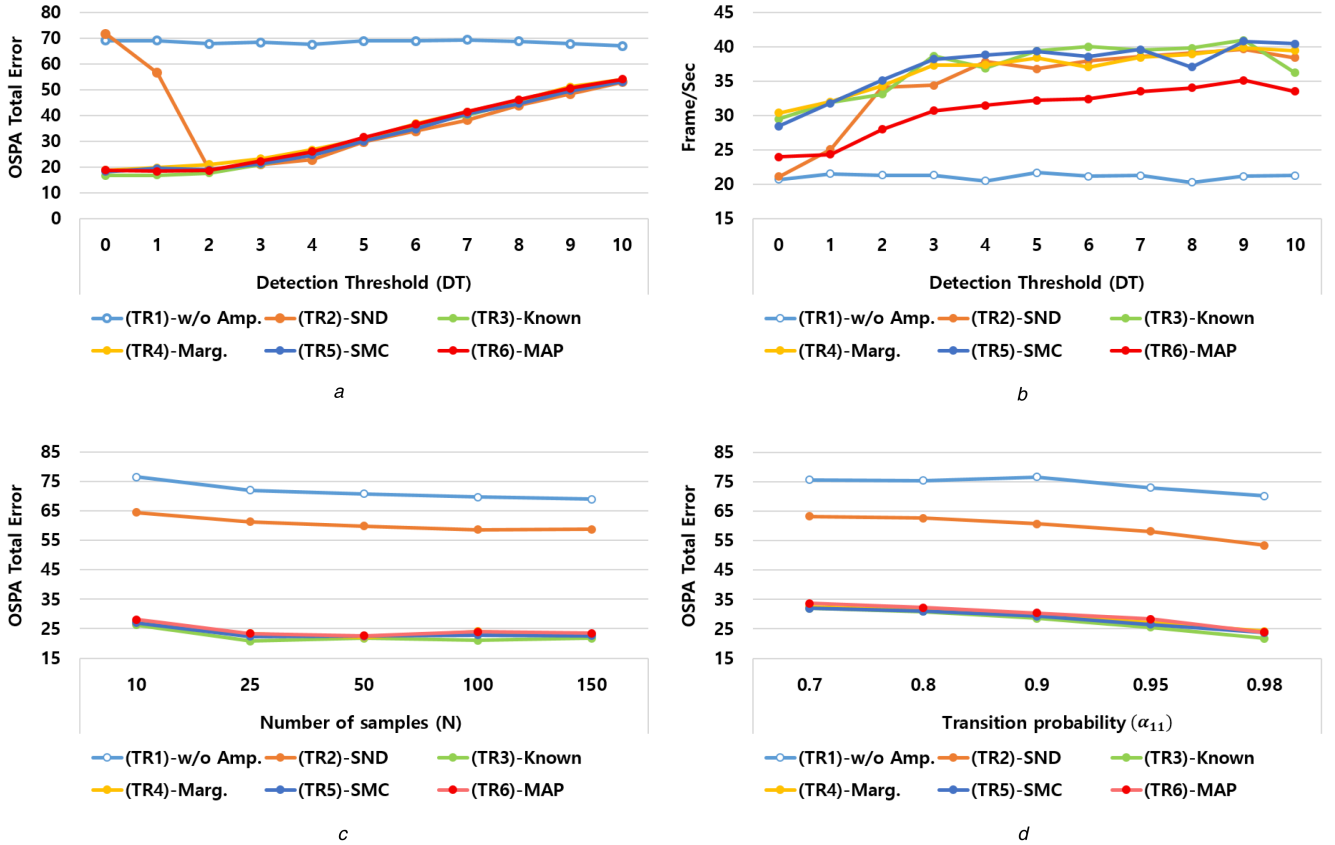 80
70
60
50
40
30
20
10
0
OSPA Total Error
0 1 2 3 4 5 6 7 8 9 10
Detection Threshold (DT)
(TR1)-w/o Amp. (TR2)-SND (TR3)-Known
(TR4)-Marg. (TR5)-SMC (TR6)-MAP
a
45
40
35
30
25
20
15
Frame/Sec
0 1 2 3 4 5 6 7 8 9 10
Detection Threshold (DT)
(TR1)-w/o Amp. (TR2)-SND (TR3)-Known
(TR4)-Marg. (TR5)-SMC (TR6)-MAP
b
85
75
65
55
45
35
25
15
OSPA Total Error
10 25 50 100 150
Number of samples (N)
(TR1)-w/o Amp. (TR2)-SND (TR3)-Known
(TR4)-Marg. (TR5)-SMC (TR6)-MAP
c
85
75
65
55
45
35
25
15
OSPA Total Error
0.7 0.8 0.9 0.95 0.98
Transition probability (α₁₁)
(TR1)-w/o Amp. (TR2)-SND (TR3)-Known
(TR4)-Marg. (TR5)-SMC (TR6)-MAP
d